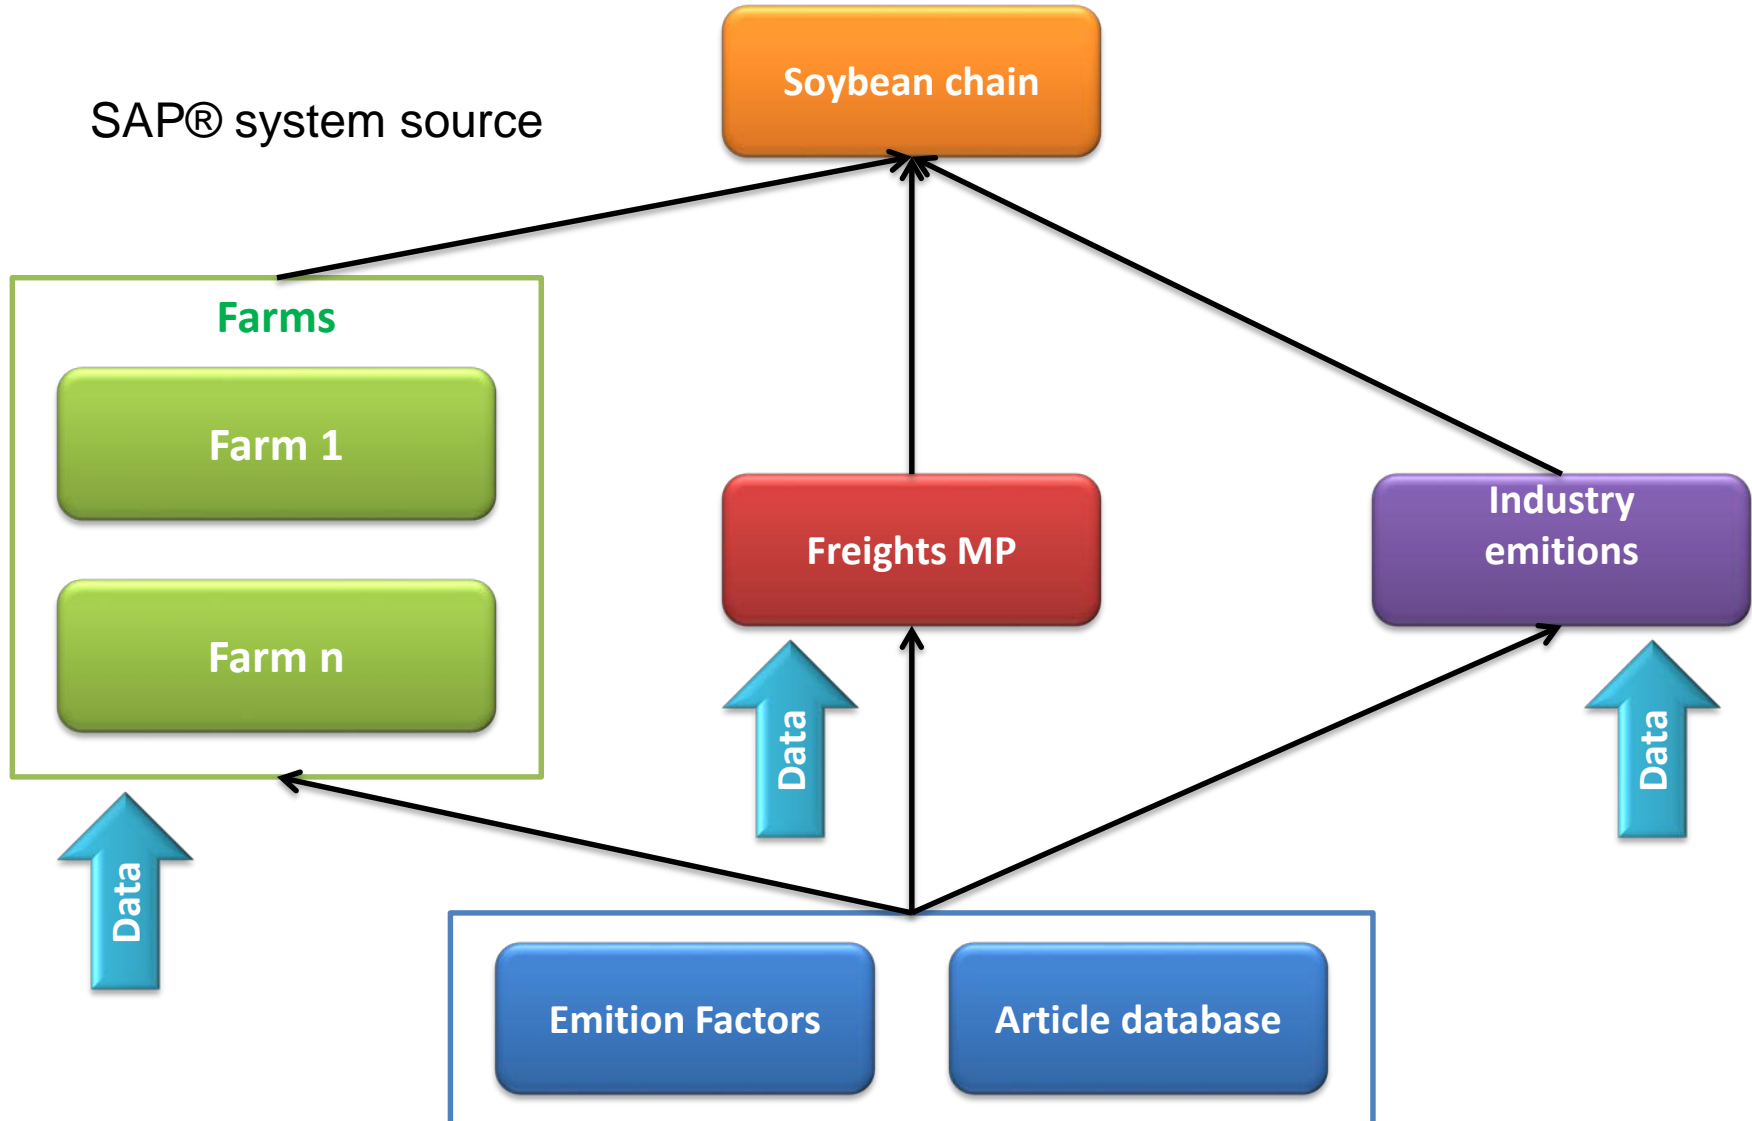 Soybean chain
SAP® system source
Farms
Farm 1
Farm n
Freights MP
Industry
emitions
Data
Data
Data
Emition Factors
Article database